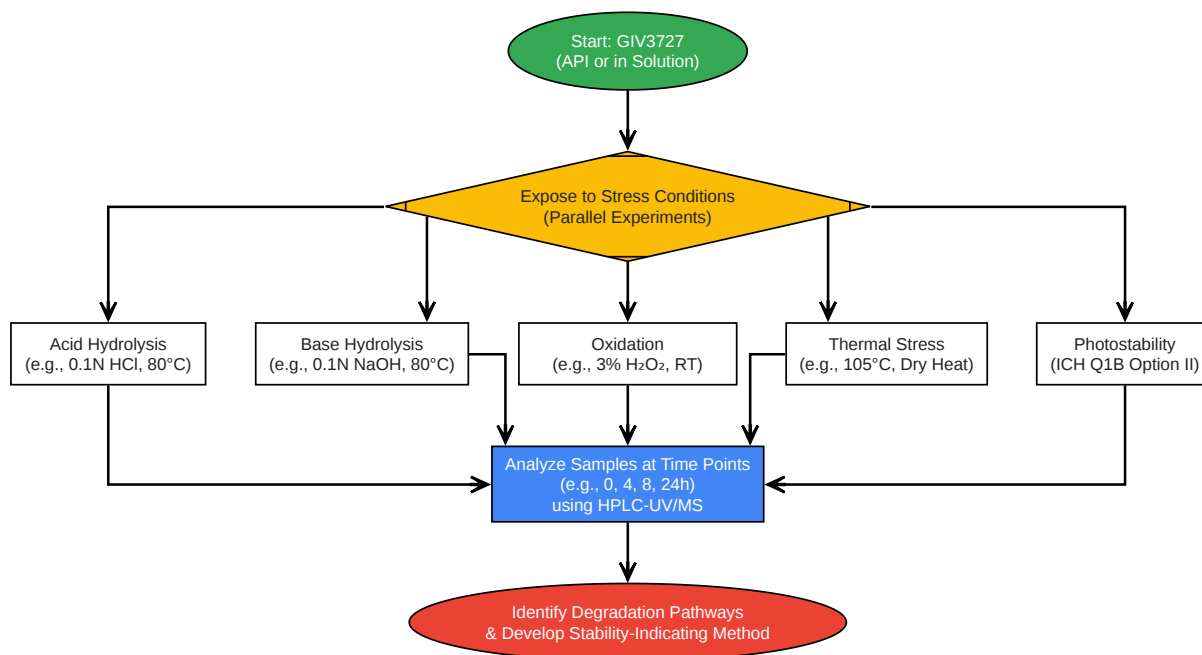 Start: GIV3727
(API or in Solution)
Expose to Stress Conditions
(Parallel Experiments)
Acid Hydrolysis
(e.g., 0.1N HCl, 80°C)
Base Hydrolysis
(e.g., 0.1N NaOH, 80°C)
Oxidation
(e.g., 3% H₂O₂, RT)
Thermal Stress
(e.g., 105°C, Dry Heat)
Photostability
(ICH Q1B Option II)
Analyze Samples at Time Points
(e.g., 0, 4, 8, 24h)
using HPLC-UV/MS
Identify Degradation Pathways
& Develop Stability-Indicating Method